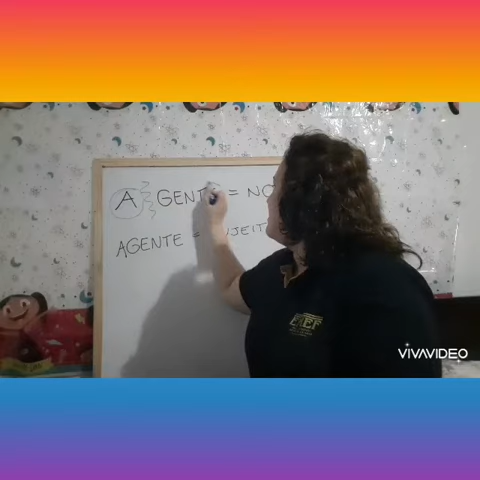 A GENTE = NO
AGENTE =
VIVAVIDEO